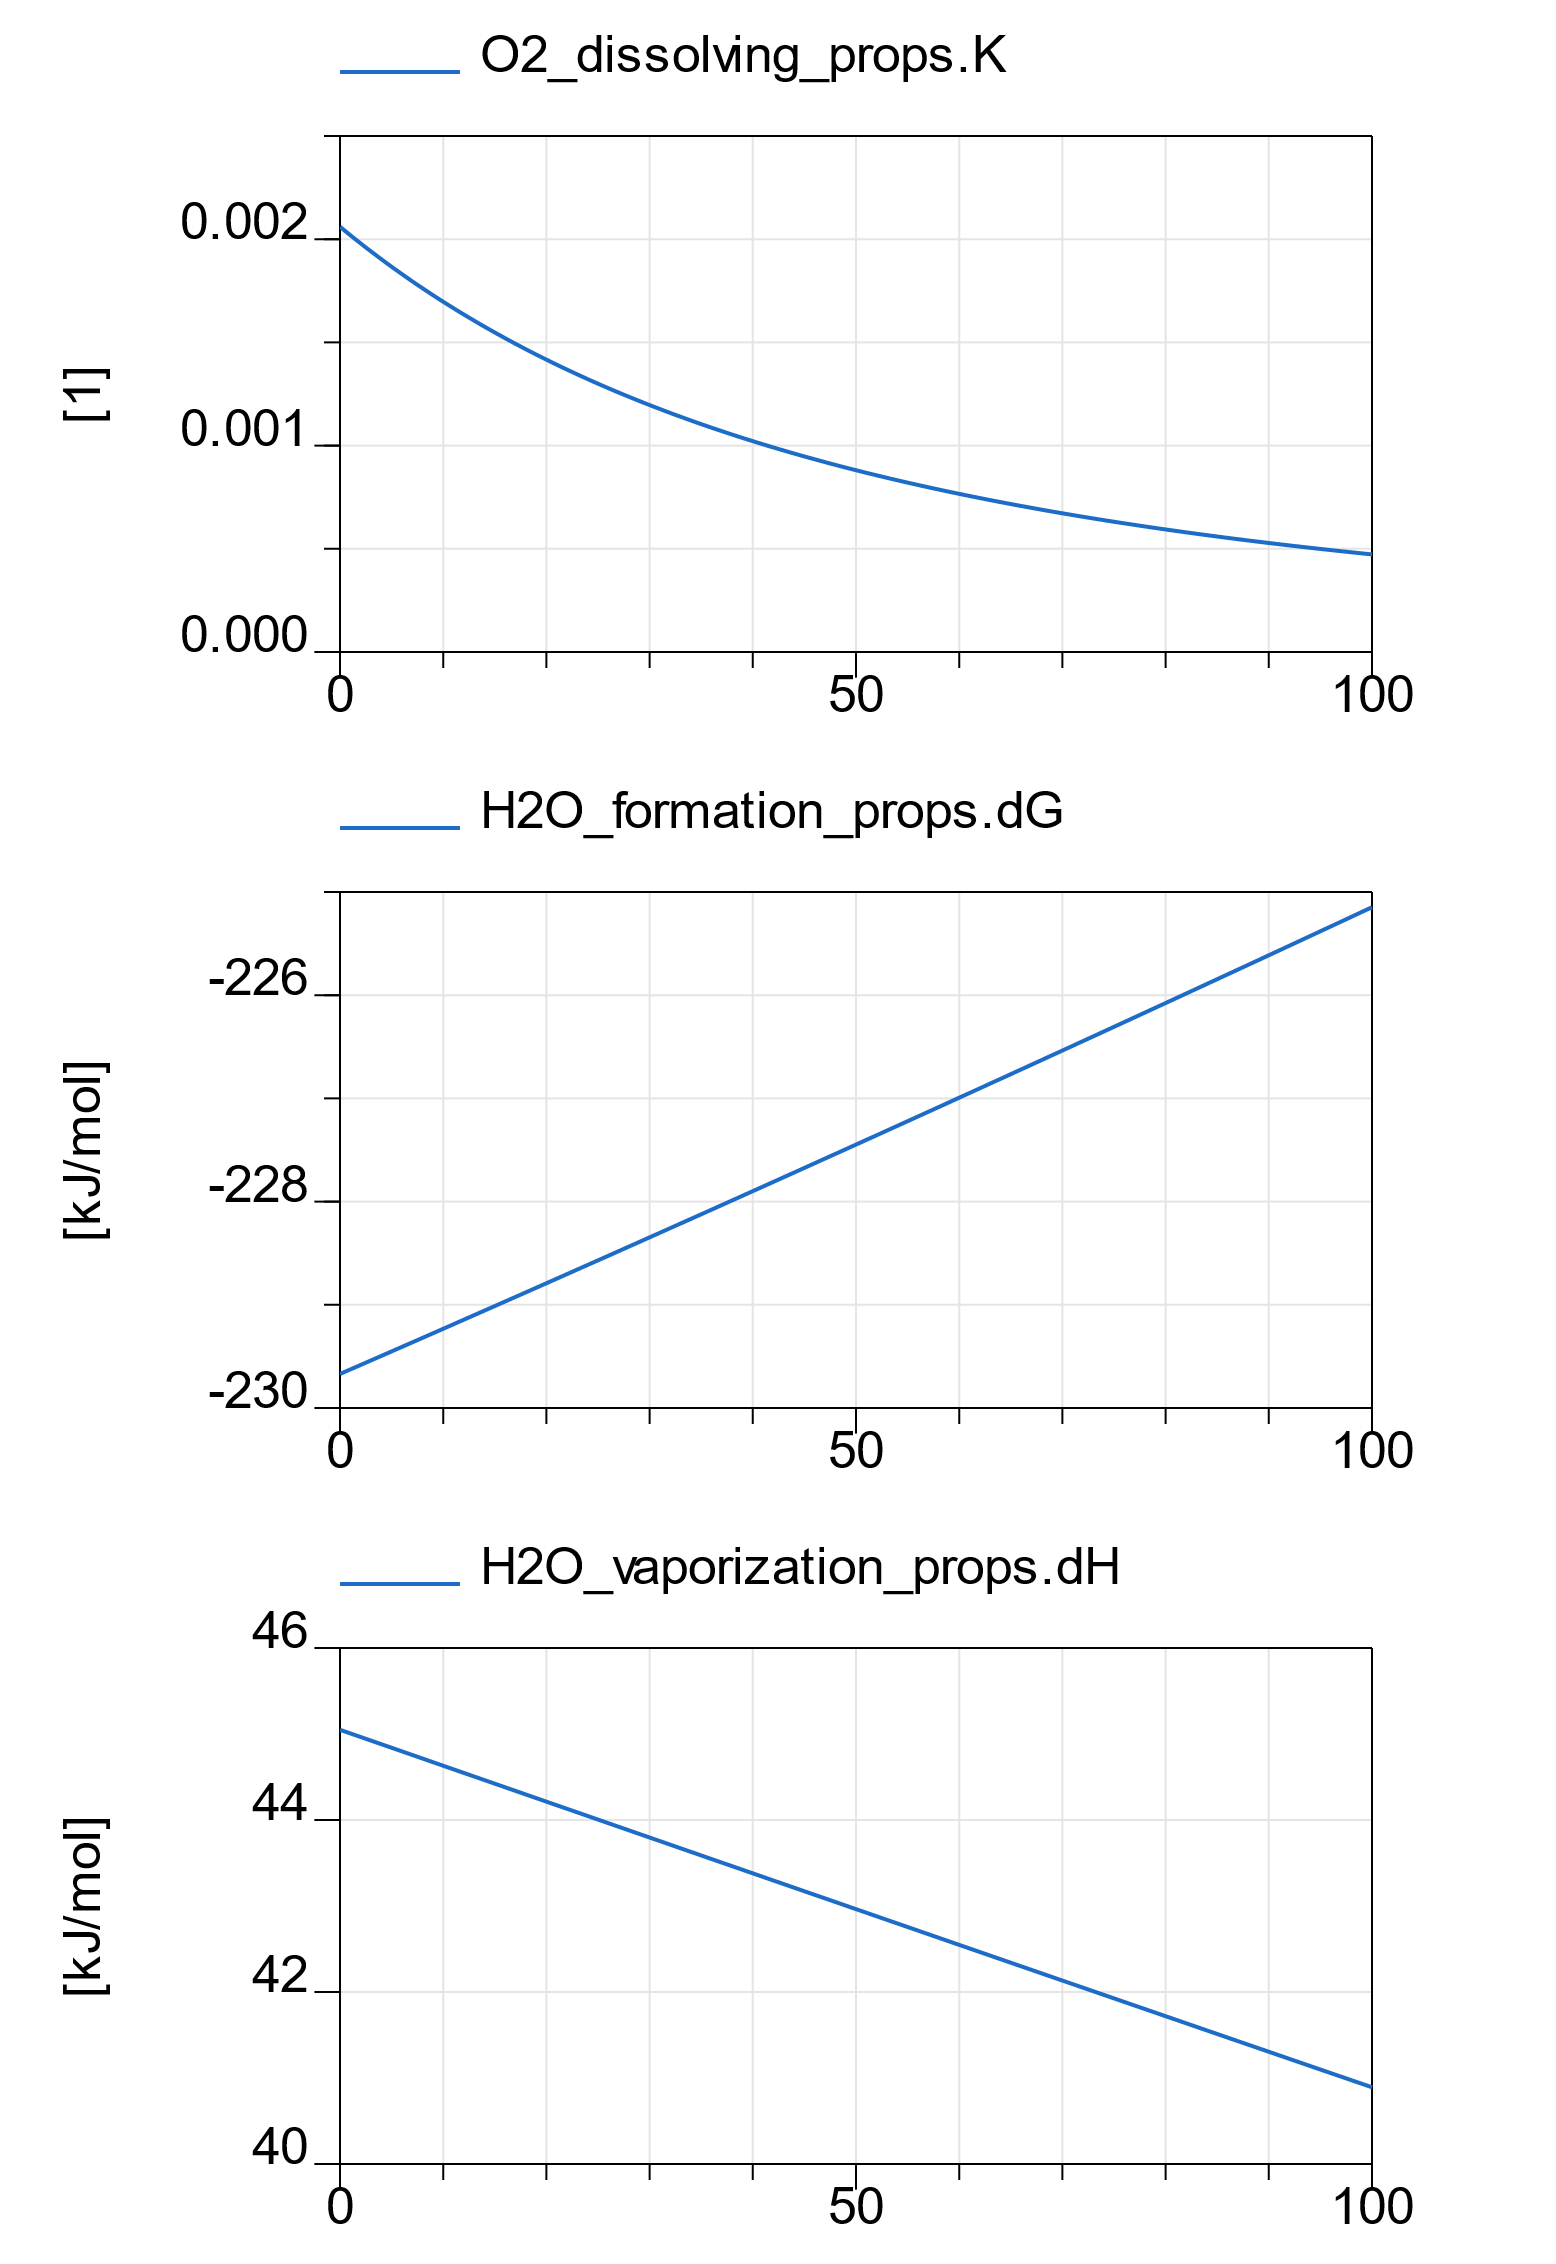 O2_dissolving_props.K
[1]
0.002
0.001
0.000
0 50 100
H2O_formation_props.dG
[kJ/mol]
-226
-228
-230
0 50 100
H2O_vaporization_props.dH
[kJ/mol]
46
44
42
40
0 50 100